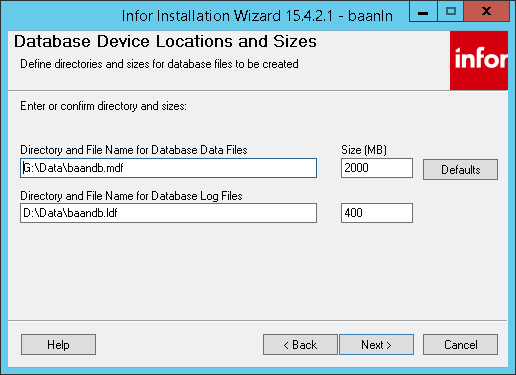 Infor Installation Wizard 15.4.2.1 - baanIn
Database Device Locations and Sizes
Define directories and sizes for database files to be created
infor
Enter or confirm directory and sizes:
Directory and File Name for Database Data Files
Size (MB)
G:\Data\baandb.mdf
2000
Defaults
Directory and File Name for Database Log Files
D:\Data\baandb.ldf
400
Help
< Back
Next >
Cancel